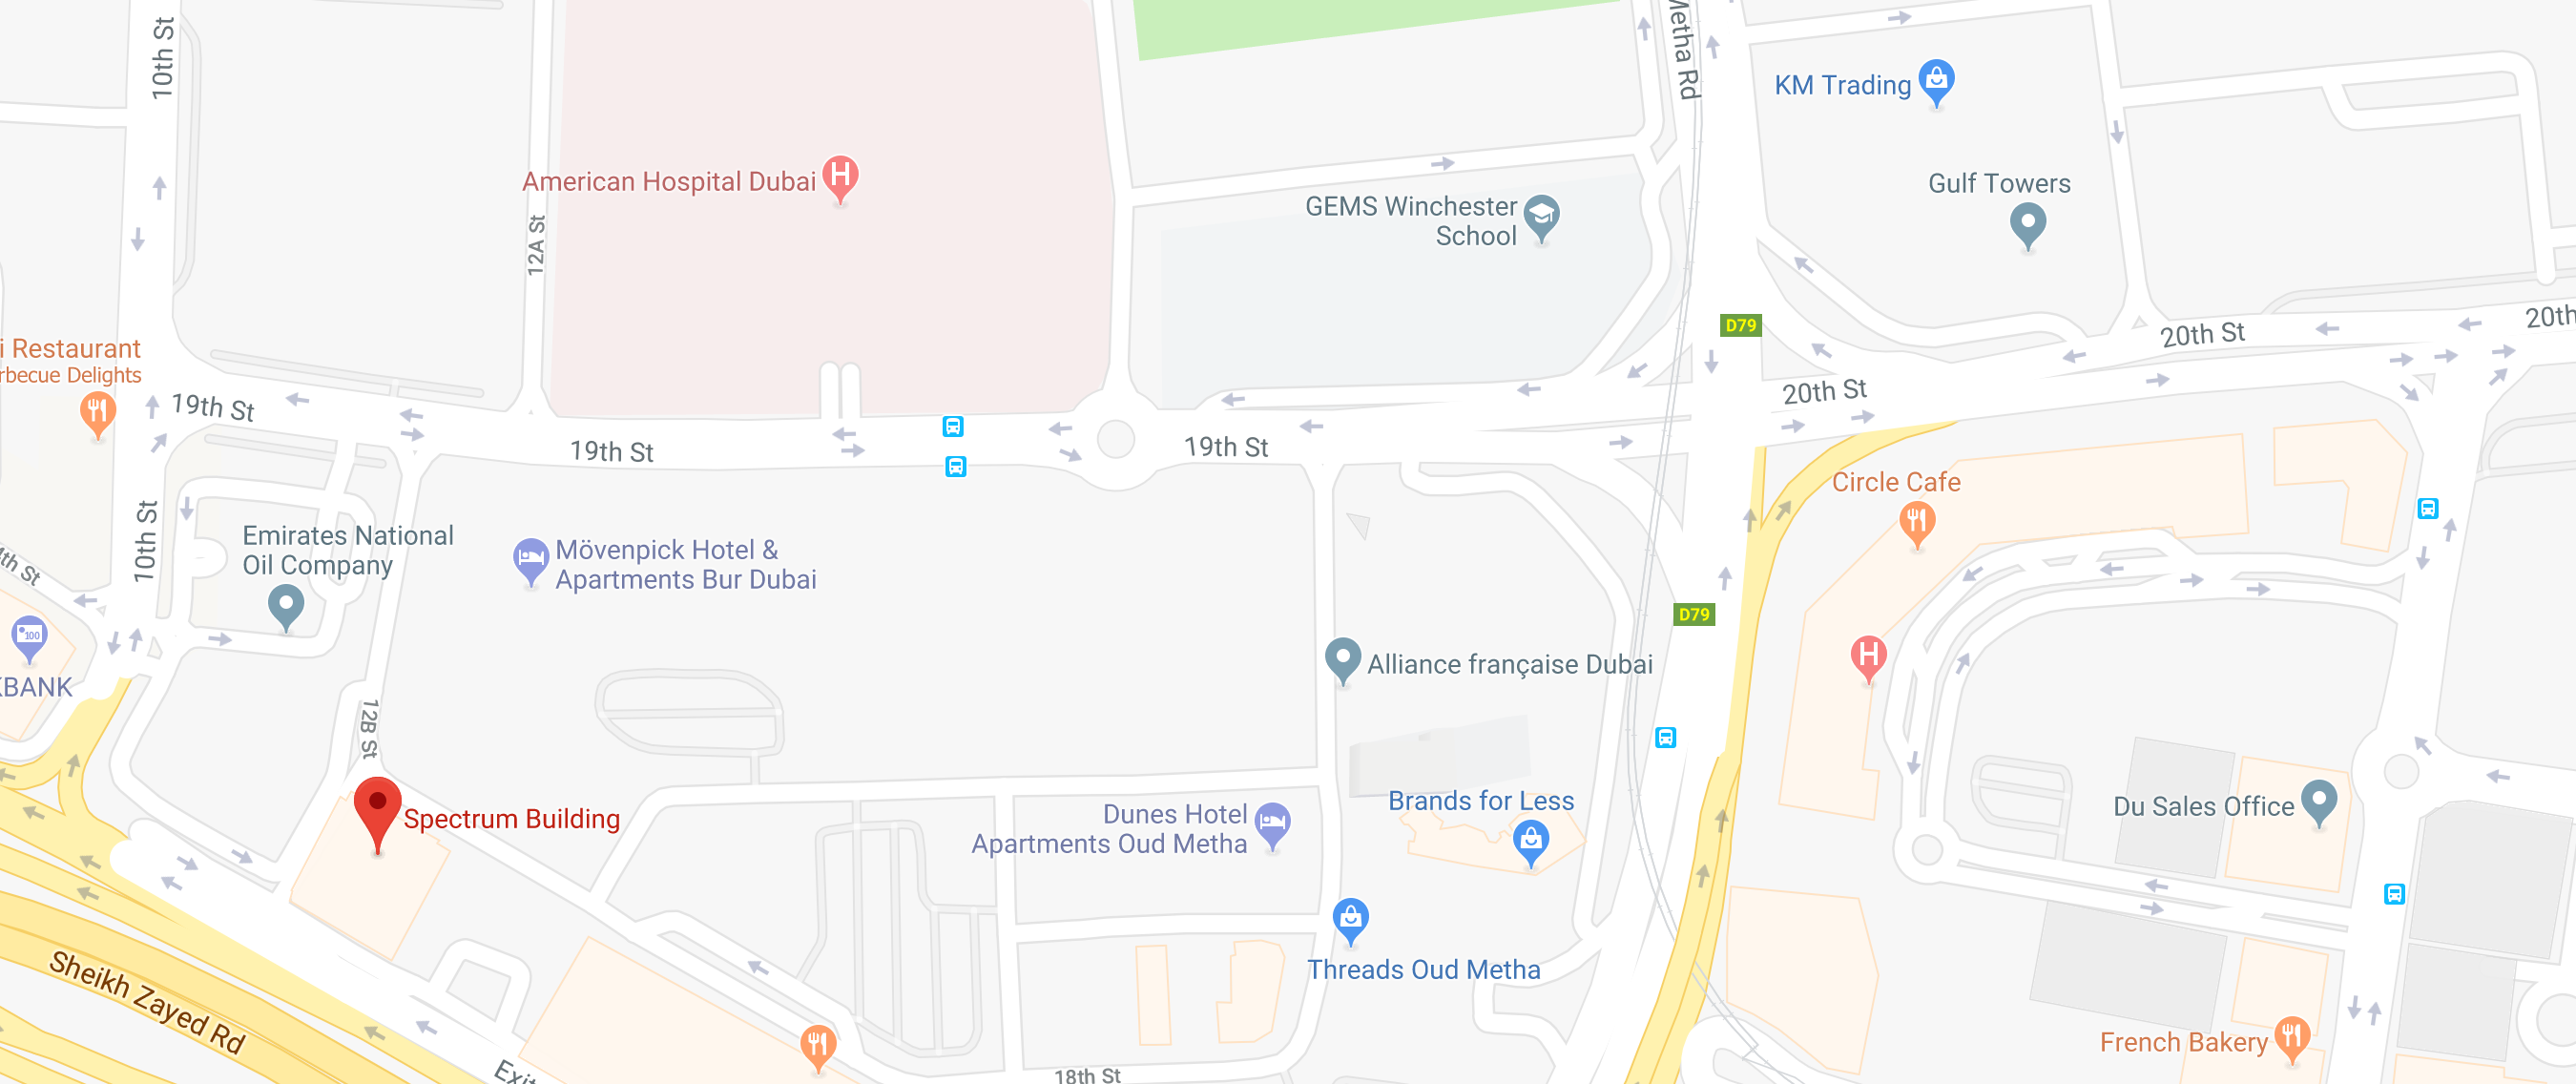 10th St
Metha Rd
KM Trading
American Hospital Dubai
H
GEMS Winchester
School
Gulf Towers
12A St
i Restaurant
rbecue Delights
D79
20th St
20th
20th St
19th St
19th St
19th St
Circle Cafe
10th St
Emirates National
Oil Company
Mövenpick Hotel &
Apartments Bur Dubai
4th St
100
KBANK
D79
Alliance française Dubai
H
12B St
Spectrum Building
Dunes Hotel
Apartments Oud Metha
Brands for Less
Du Sales Office
Threads Oud Metha
Sheikh Zayed Rd
Exit
French Bakery
18th St